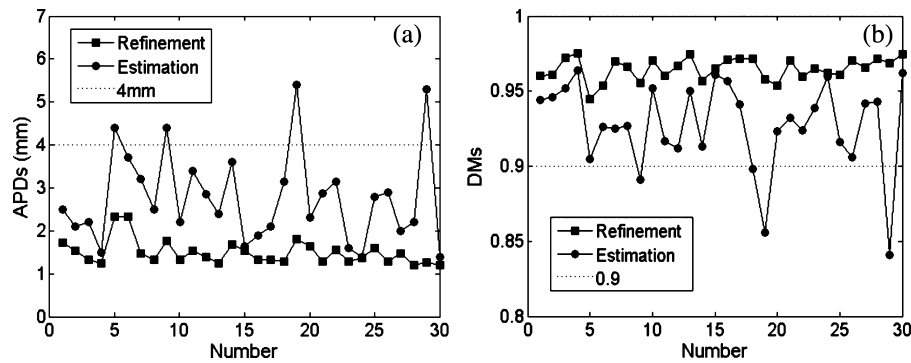 (a)
Refinement
Estimation
4mm
APDs (mm)
7
6
5
4
3
2
1
0
0 5 10 15 20 25 30
Number
(b)
Refinement
Estimation
0.9
DMs
1
0.95
0.9
0.85
0.8
0 5 10 15 20 25 30
Number